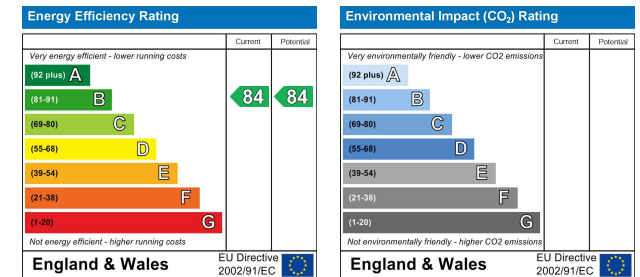 Energy Efficiency Rating
Current Potential
Very energy efficient - lower running costs
(92 plus) A
(81-91) B 84 84
(69-80) C
(55-68) D
(39-54) E
(21-38) F
(1-20) G
Not energy efficient - higher running costs
England & Wales EU Directive
2002/91/EC
Environmental Impact (CO2) Rating
Current Potential
Very environmentally friendly - lower CO2 emissions
(92 plus) A
(81-91) B
(69-80) C
(55-68) D
(39-54) E
(21-38) F
(1-20) G
Not environmentally friendly - higher CO2 emissions
England & Wales EU Directive
2002/91/EC